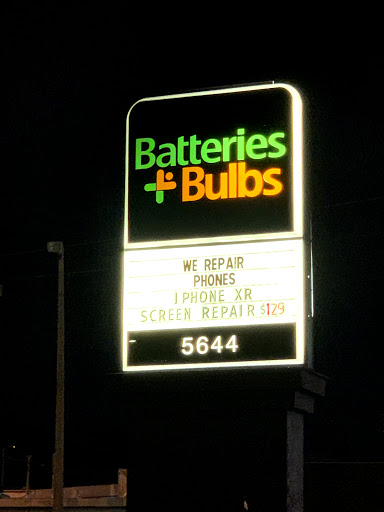 Batteries
+Bulbs
WE REPAIR
PHONES
IPHONE XR
SCREEN REPAIR $129
5644